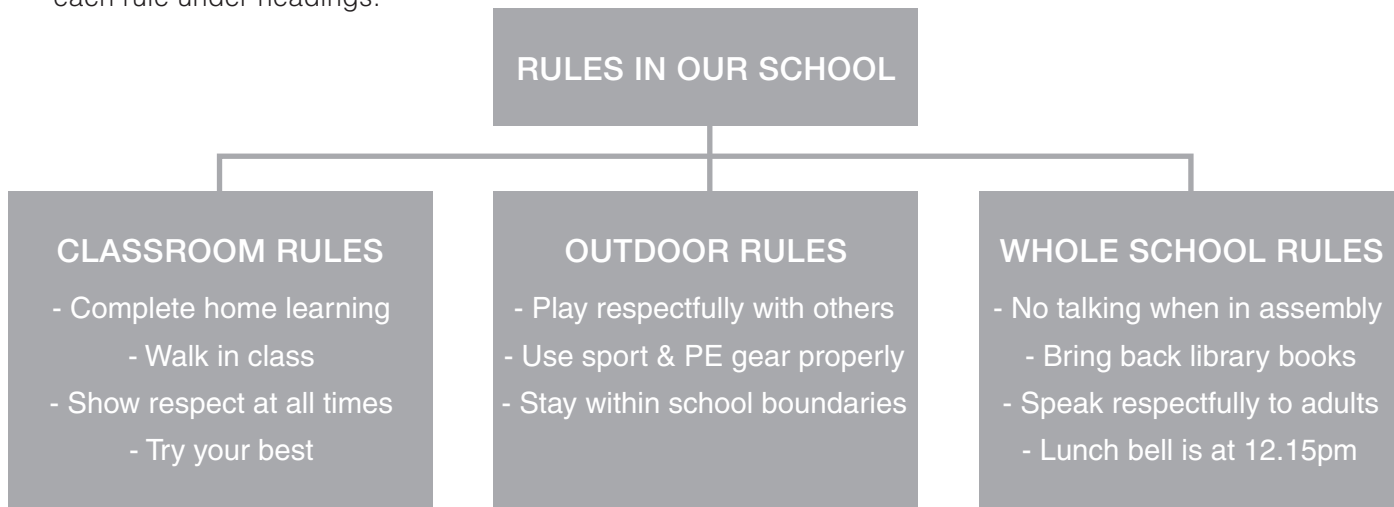 each rule under headings.
RULES IN OUR SCHOOL
CLASSROOM RULES
- Complete home learning
- Walk in class
- Show respect at all times
- Try your best
OUTDOOR RULES
- Play respectfully with others
- Use sport & PE gear properly
- Stay within school boundaries
WHOLE SCHOOL RULES
- No talking when in assembly
- Bring back library books
- Speak respectfully to adults
- Lunch bell is at 12.15pm